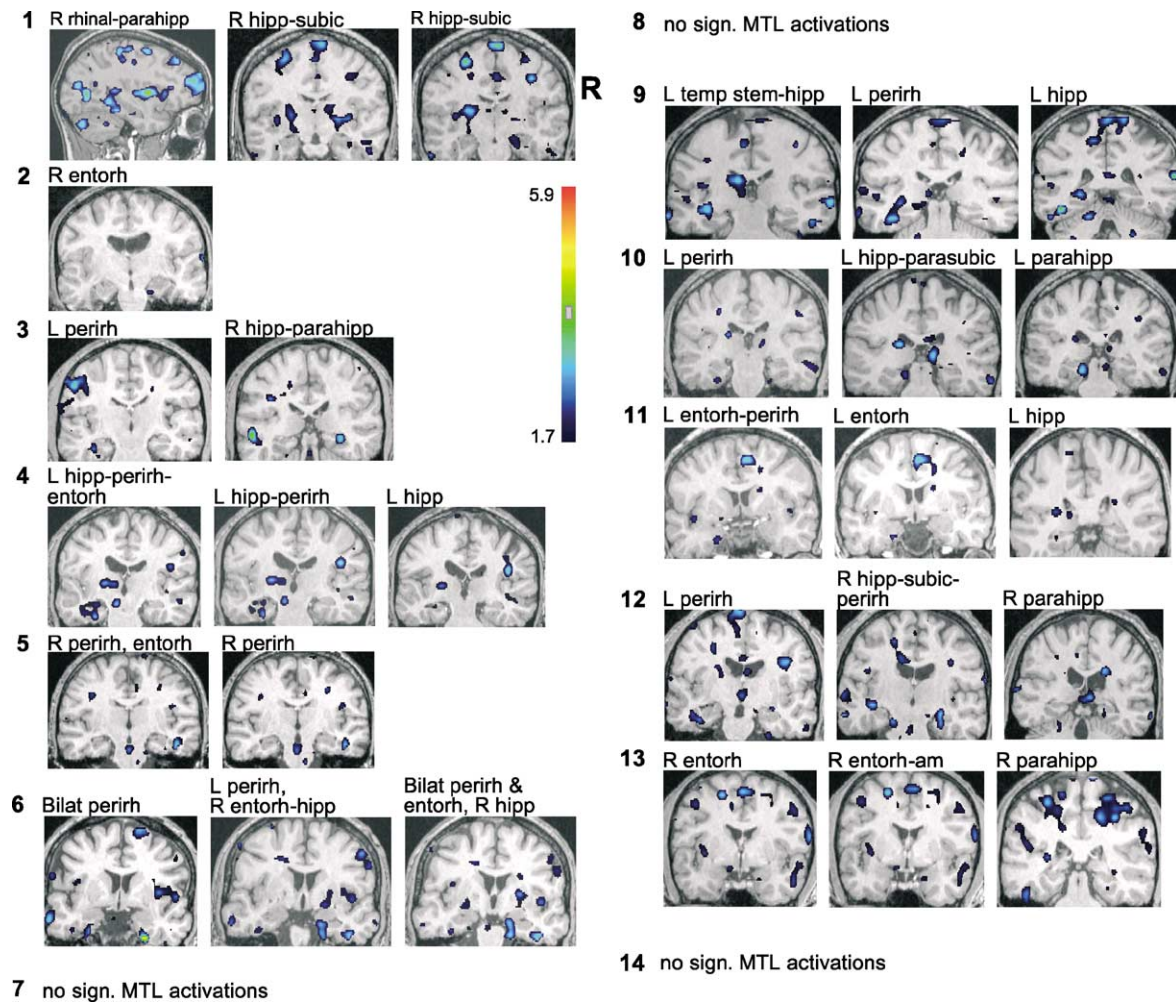 1 R rhinal-parahipp R hipp-subic R hipp-subic
R
2 R entorh
5.9
1.7
3 L perirh R hipp-parahipp
4 L hipp-perirh-
entorh L hipp-perirh L hipp
5 R perirh, entorh R perirh
6 Bilat perirh
L perirh,
R entorh-hipp
Bilat perirh &
entorh, R hipp
7 no sign. MTL activations
8 no sign. MTL activations
9 L temp stem-hipp L perirh L hipp
10 L perirh L hipp-parasubic L parahipp
11 L entorh-perirh L entorh L hipp
12 L perirh
R hipp-subic-
perirh
R parahipp
13 R entorh R entorh-am R parahipp
14 no sign. MTL activations